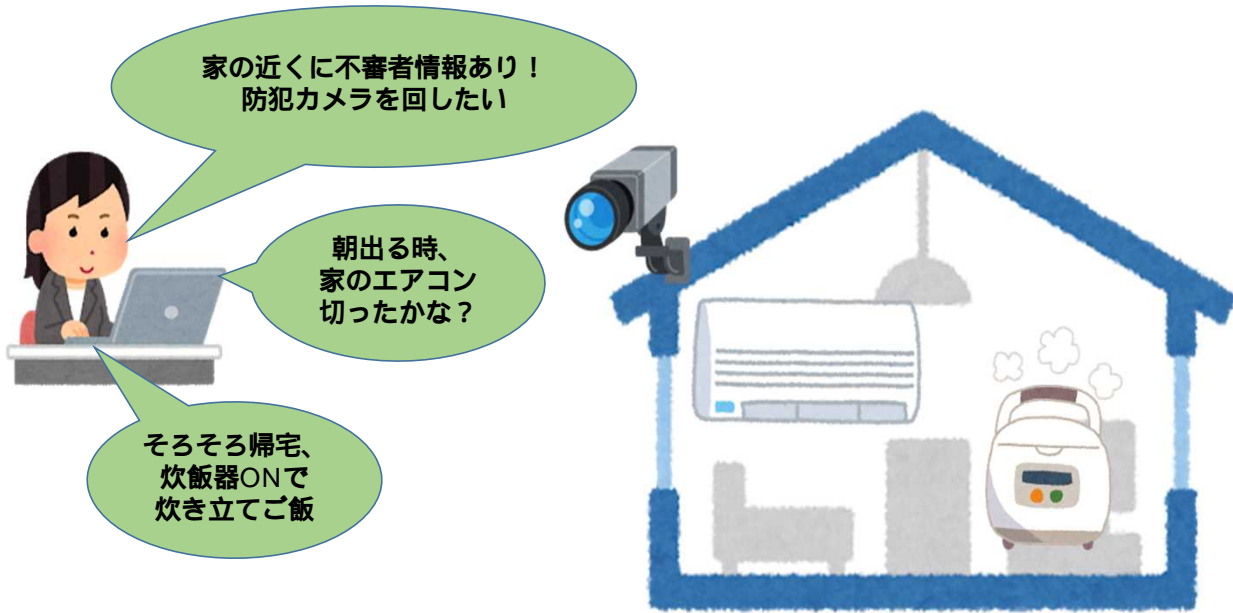 家の近くに不審者情報あり！
防犯カメラを回したい
朝出る時、
家のエアコン
切ったかな？
そろそろ帰宅、
炊飯器ONで
炊き立てご飯